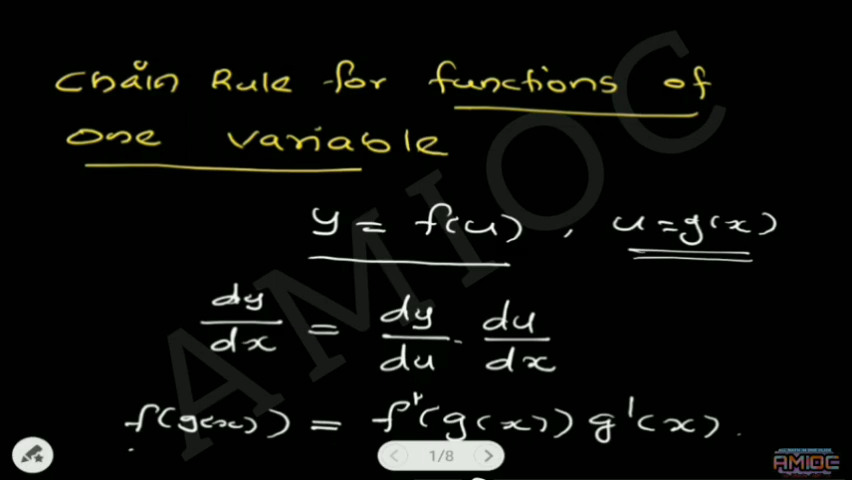 Chain Rule for functions of
one variable
y = f(u) , u = g(x)
dy/dx = dy/du . du/dx
f(g(x)) = f'(g(x)) g'(x).
1/8
AMIOC
AMIOC